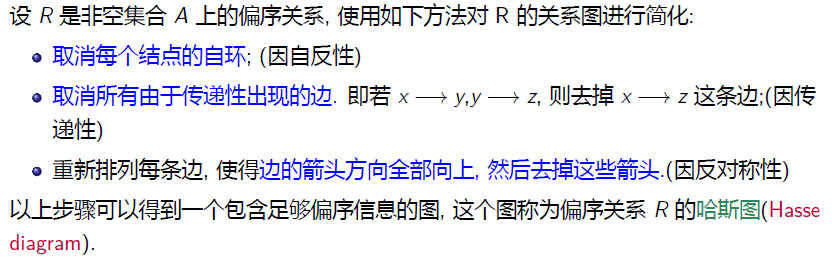 设 R 是非空集合 A 上的偏序关系, 使用如下方法对 R 的关系图进行简化:
取消每个结点的自环; (因自反性)
取消所有由于传递性出现的边. 即若 x ⟶ y,y ⟶ z, 则去掉 x ⟶ z 这条边;(因传
递性)
重新排列每条边, 使得边的箭头方向全部向上, 然后去掉这些箭头.(因反对称性)
以上步骤可以得到一个包含足够偏序信息的图, 这个图称为偏序关系 R 的哈斯图(Hasse
diagram).